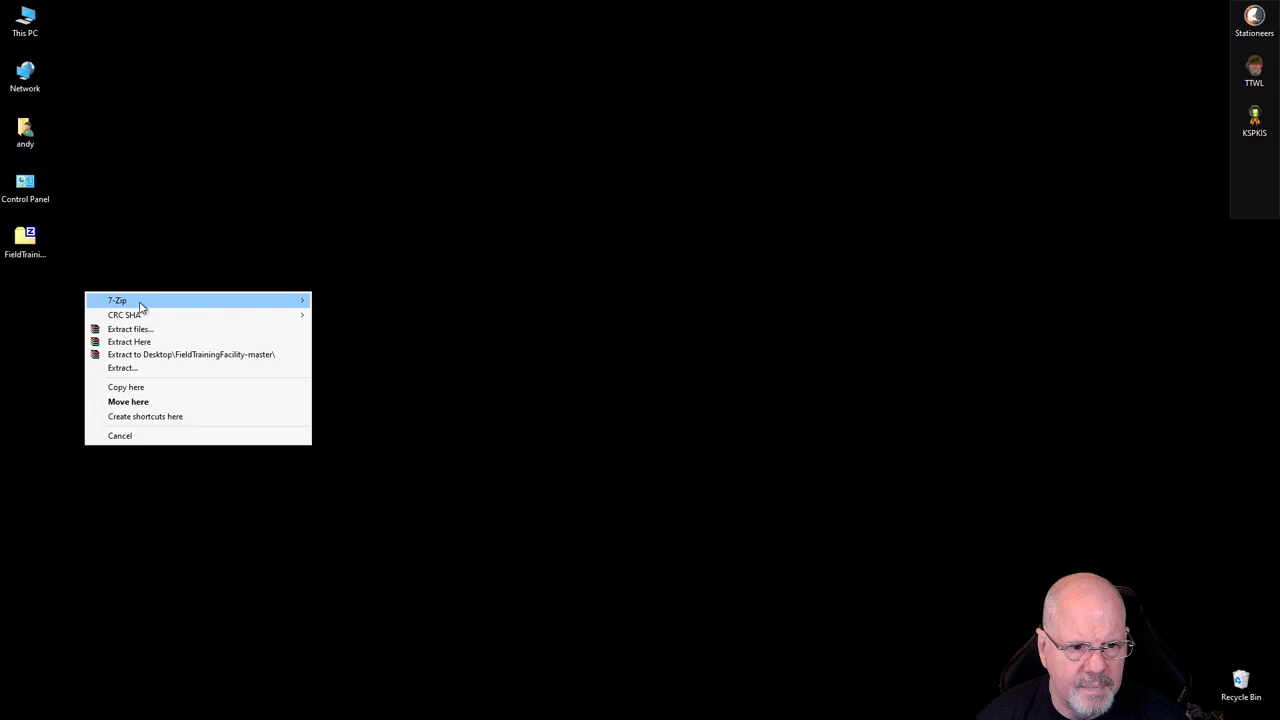 This PC
Network
andy
Control Panel
FieldTraini...
7-Zip
CRC SHA
Extract files...
Extract Here
Extract to Desktop\FieldTrainingFacility-master\
Extract...
Copy here
Move here
Create shortcuts here
Cancel
Stationeers
TTWL
KSPKIS
Recycle Bin